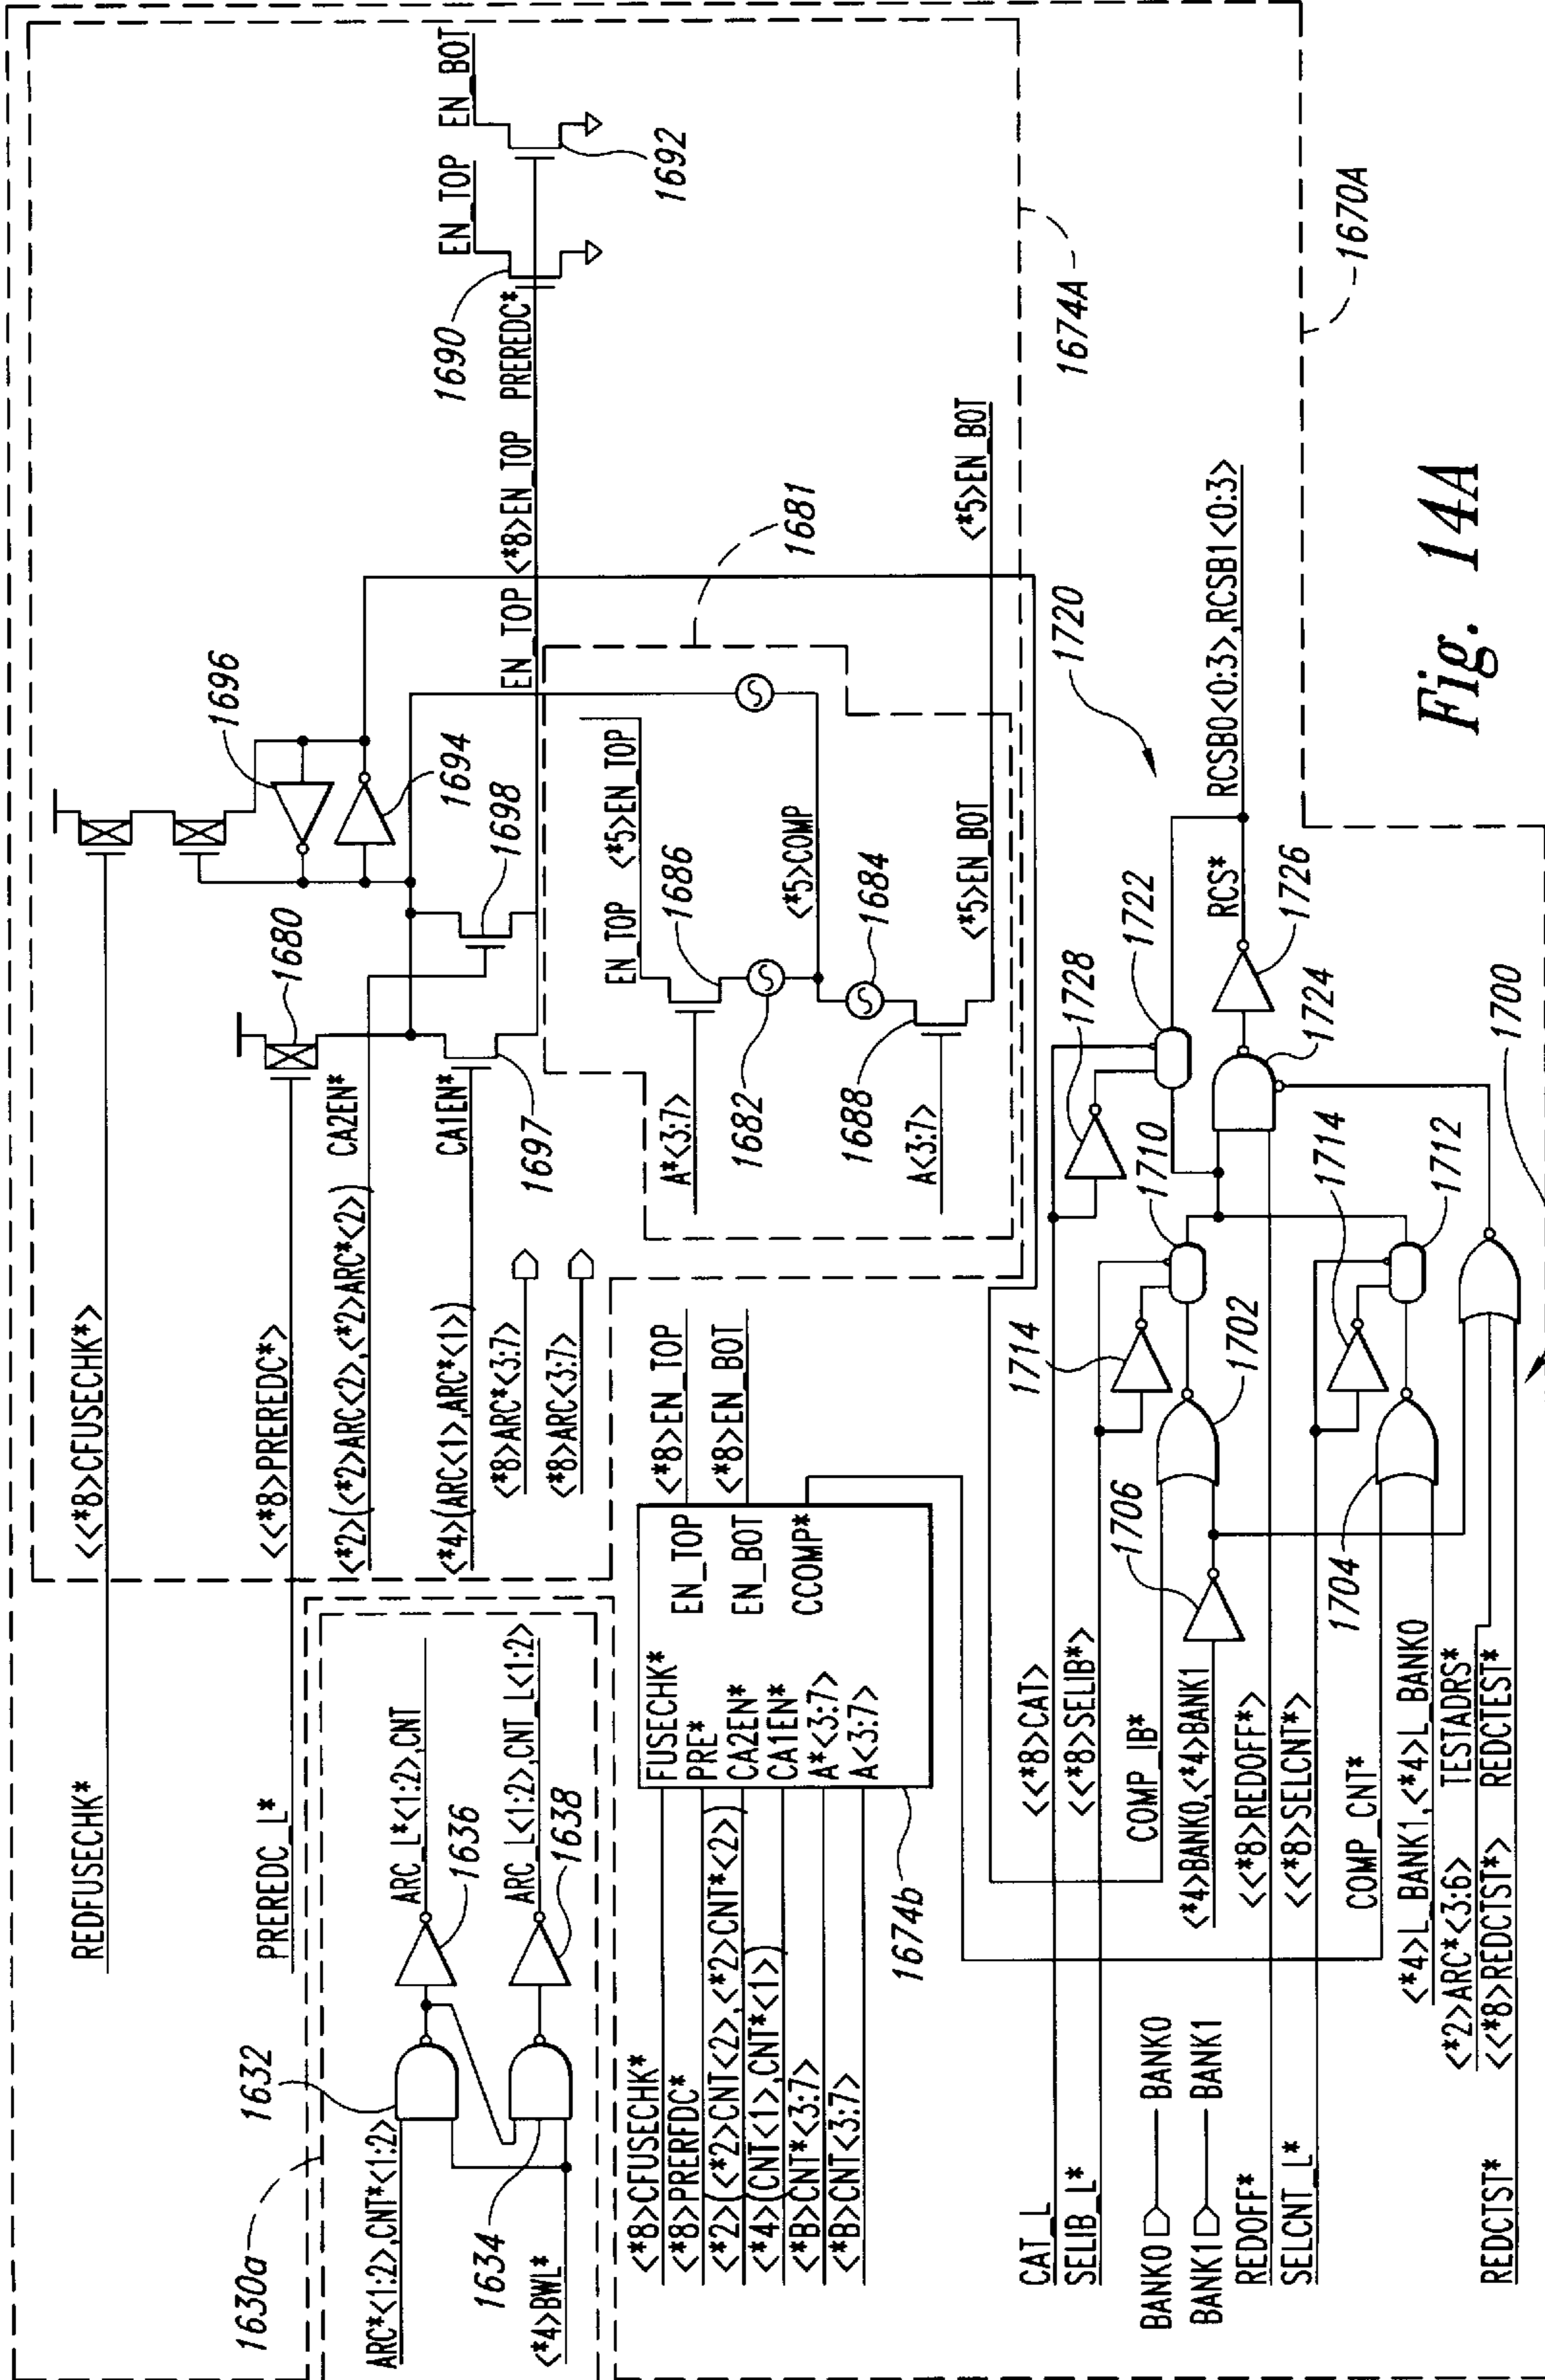 REDFUSECHK*
<<*8>CFUSECHK*>
PREREDC_L*
<<*8>PREREDC*>
<*2>(<*2>ARC<2>,<*2>ARC*<2>)
CA2EN*
<*4>(ARC<1>,ARC*<1>)
CA1EN*
<*8>ARC*<3:7>
<*8>ARC<3:7>
1680
1696
1694
1698
1697
EN_TOP
<*8>EN_TOP
PREREDC*
EN_TOP
EN_BOT
1690
1692
1630a
1632
ARC*<1:2>,CNT*<1:2>
ARC_L*<1:2>,CNT
1636
1634
<*4>BWL*
ARC_L<1:2>,CNT_L<1:2>
1638
EN_TOP
<*5>EN_TOP
1686
A*<3:7>
1682
<*5>COMP
1684
1688
A<3:7>
<*5>EN_BOT
<*5>EN_BOT
1681
1674A
1670A
<*8>CFUSECHK*
FUSECHK*
<*8>PRERFDC*
PRE*
<*2>(<*2>CNT<2>,<*2>CNT*<2>)
CA2EN*
<*4>(CNT<1>,CNT*<1>)
CA1EN*
<*B>CNT*<3:7>
A*<3:7>
<*B>CNT<3:7>
A<3:7>
EN_TOP
<*8>EN_TOP
EN_BOT
<*8>EN_BOT
CCOMP*
1674b
CAT_L
<<*8>CAT>
SELIB_L*
<<*8>SELIB*>
COMP_IB*
BANK0
BANK0
<*4>BANK0,<*4>BANK1
BANK1
BANK1
REDOFF*
<<*8>REDOFF*>
SELCNT_L*
<<*8>SELCNT*>
COMP_CNT*
<*4>L_BANK1,<*4>L_BANK0
<*2>ARC*<3:6>
TESTADRS*
<<*8>REDCTST*>
REDCTEST*
REDCTST*
1706
1714
1702
1704
1714
1710
1712
1728
1722
1724
RCS*
1726
RCSB0<0:3>,RCSB1<0:3>
1720
1700
Fig. 14A